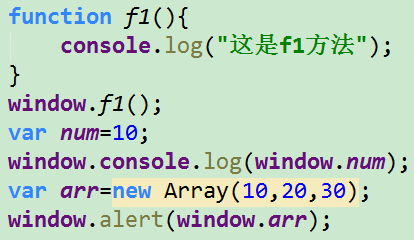 function f1(){
    console.log("这是f1方法");
}
window.f1();
var num=10;
window.console.log(window.num);
var arr=new Array(10,20,30);
window.alert(window.arr);